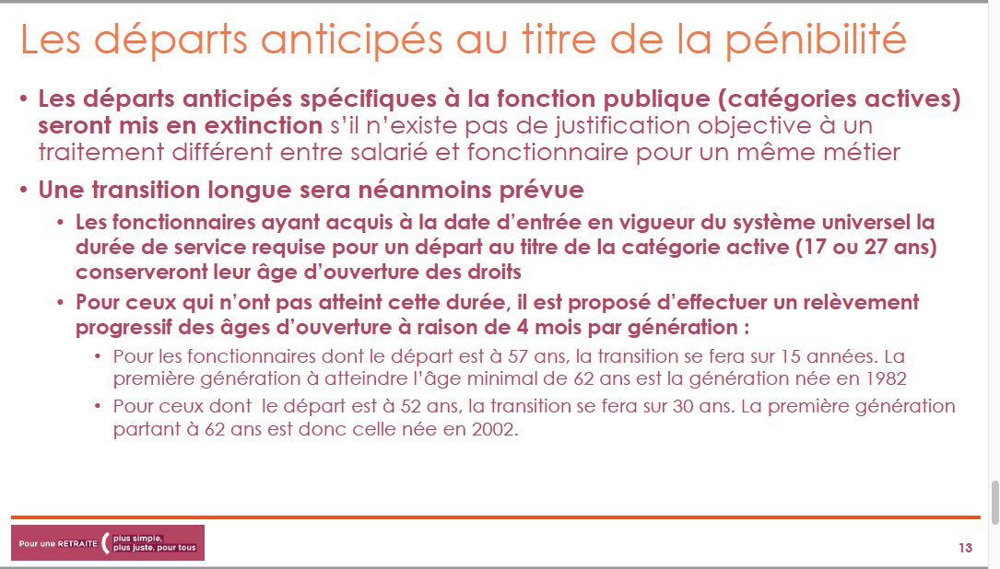 Les départs anticipés au titre de la pénibilité
• Les départs anticipés spécifiques à la fonction publique (catégories actives)
seront mis en extinction s'il n'existe pas de justification objective à un
traitement différent entre salarié et fonctionnaire pour un même métier
• Une transition longue sera néanmoins prévue
• Les fonctionnaires ayant acquis à la date d'entrée en vigueur du système universel la
durée de service requise pour un départ au titre de la catégorie active (17 ou 27 ans)
conserveront leur âge d'ouverture des droits
• Pour ceux qui n'ont pas atteint cette durée, il est proposé d'effectuer un relèvement
progressif des âges d'ouverture à raison de 4 mois par génération :
• Pour les fonctionnaires dont le départ est à 57 ans, la transition se fera sur 15 années. La
première génération à atteindre l'âge minimal de 62 ans est la génération née en 1982
• Pour ceux dont  le départ est à 52 ans, la transition se fera sur 30 ans. La première génération
partant à 62 ans est donc celle née en 2002.
Pour une RETRAITE
plus simple,
plus juste, pour tous
13